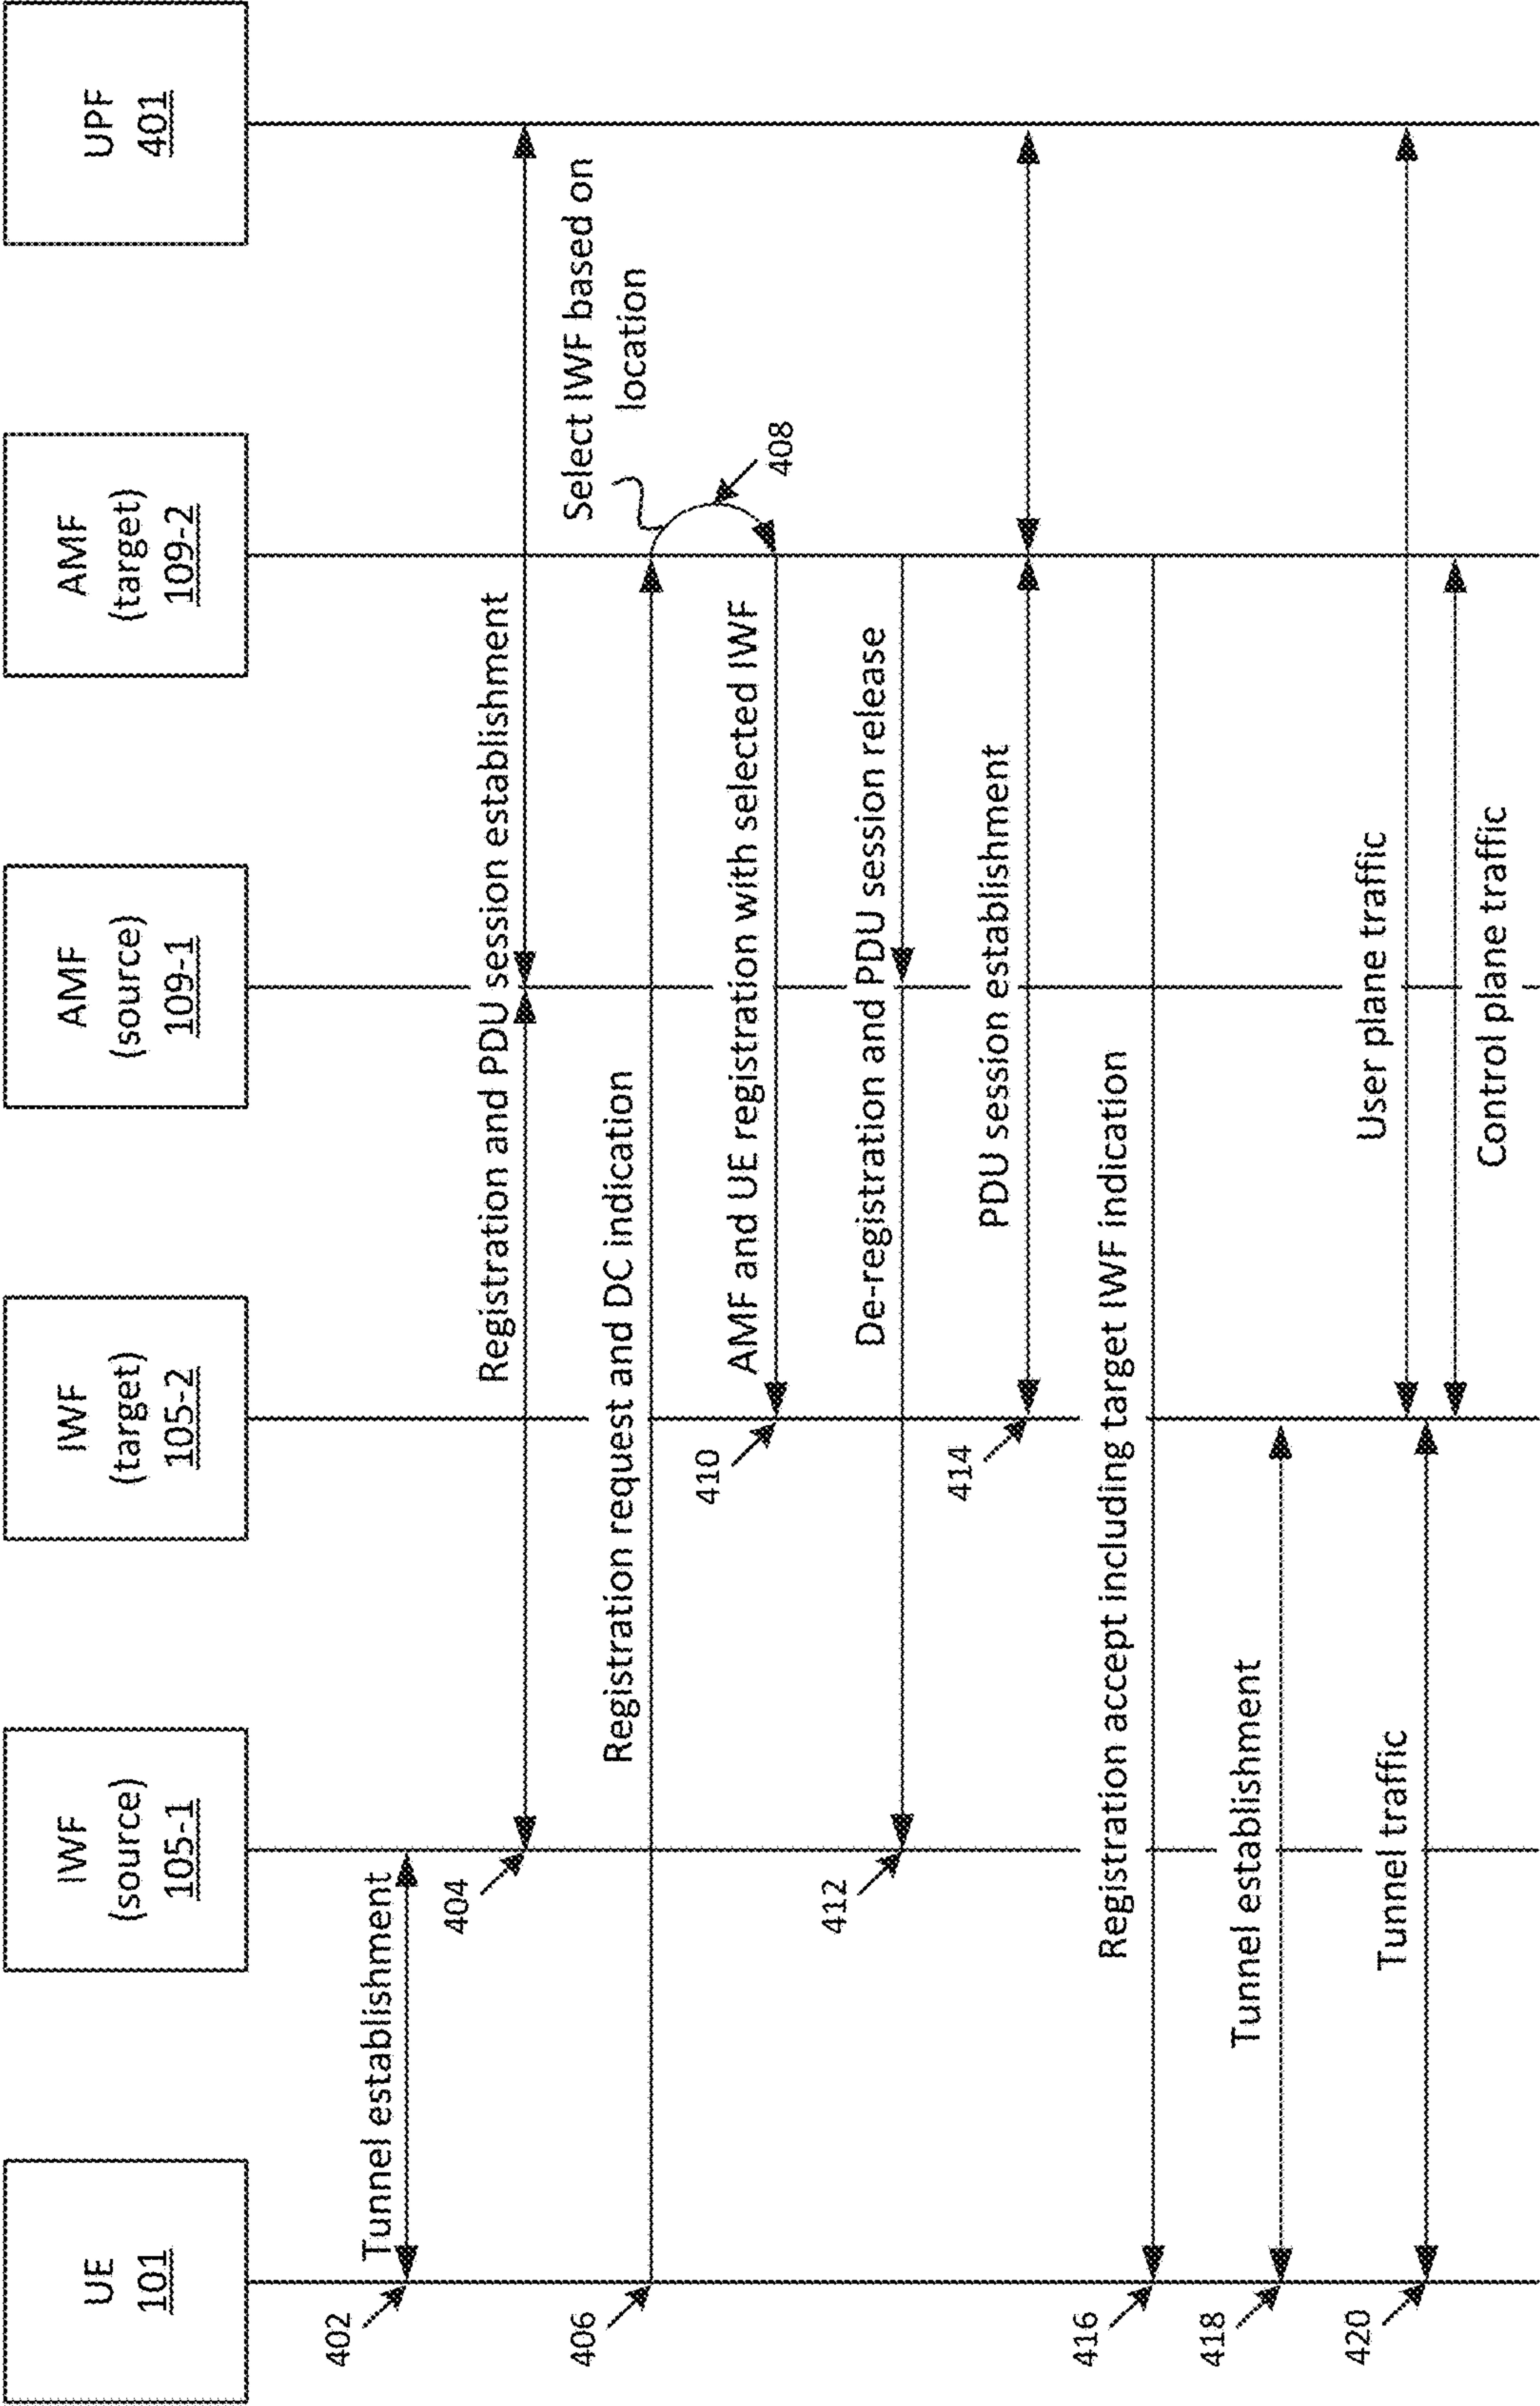 UE
101
IWF
(source)
105-1
IWF
(target)
105-2
AMF
(source)
109-1
AMF
(target)
109-2
UPF
401
402
Tunnel establishment
404
Registration and PDU session establishment
406
Registration request and DC indication
Select IWF based on
location
408
410
AMF and UE registration with selected IWF
412
De-registration and PDU session release
414
PDU session establishment
416
Registration accept including target IWF indication
418
Tunnel establishment
420
Tunnel traffic
User plane traffic
Control plane traffic